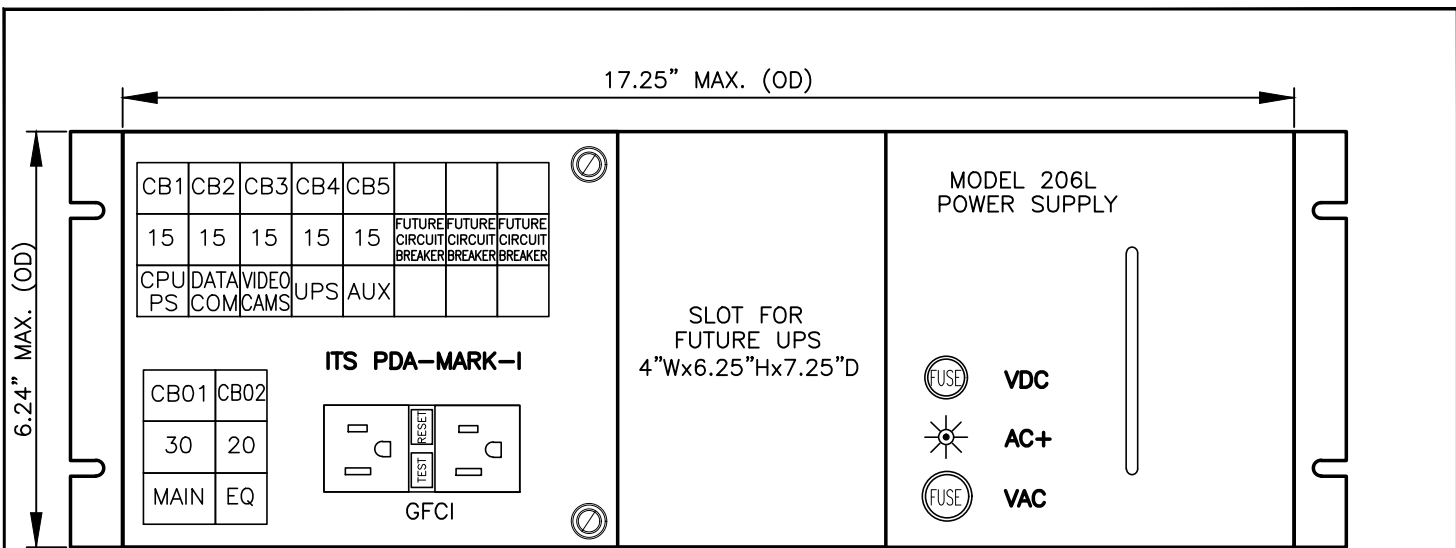 17.25” MAX. (OD)
6.24” MAX. (OD)
CB1 CB2 CB3 CB4 CB5
15 15 15 15 15 FUTURE CIRCUIT BREAKER FUTURE CIRCUIT BREAKER FUTURE CIRCUIT BREAKER
CPU PS DATA COM VIDEO CAMS UPS AUX
ITS PDA-MARK-I
CB01 CB02
30 20
MAIN EQ
RESET
TEST
GFCI
SLOT FOR
FUTURE UPS
4”Wx6.25”Hx7.25”D
MODEL 206L
POWER SUPPLY
FUSE VDC
AC+
FUSE VAC